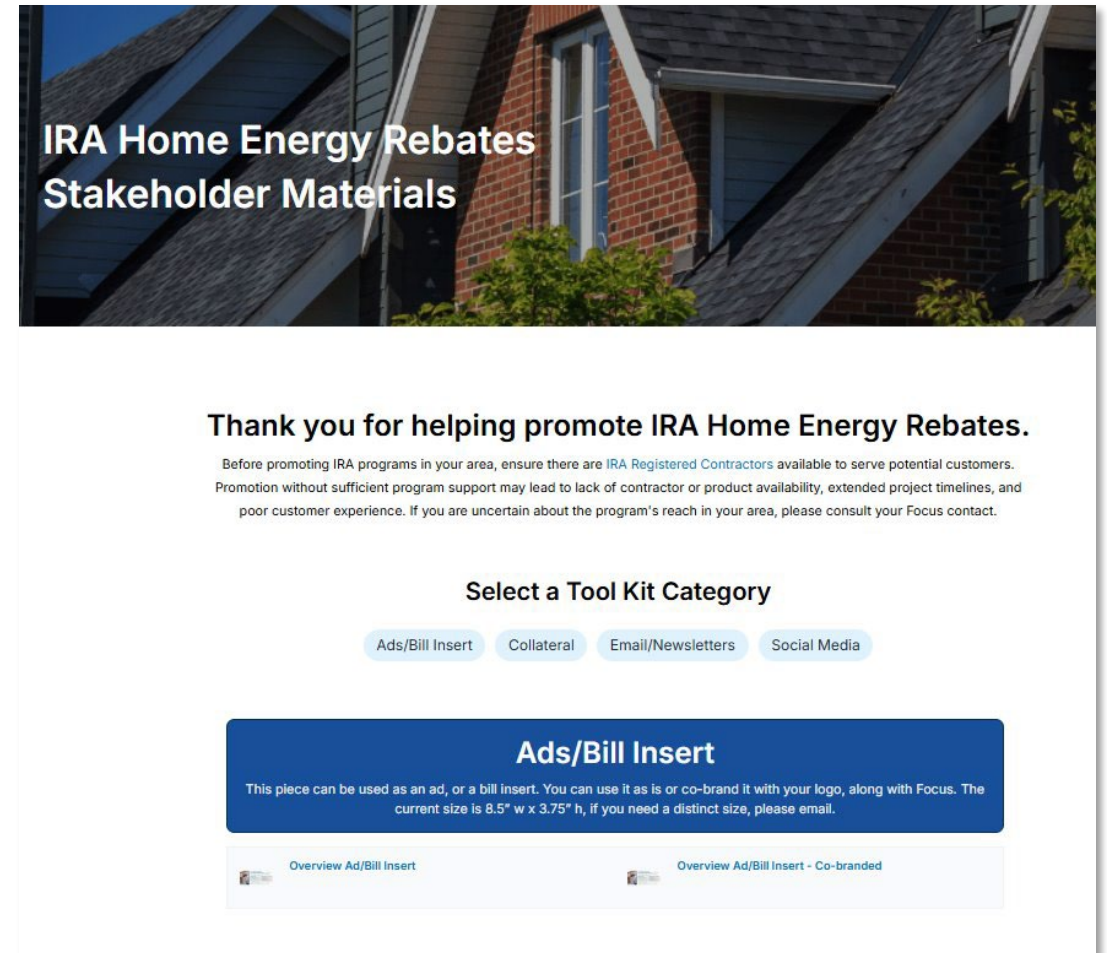 IRA Home Energy Rebates
Stakeholder Materials
Thank you for helping promote IRA Home Energy Rebates.
Before promoting IRA programs in your area, ensure there are IRA Registered Contractors available to serve potential customers.
Promotion without sufficient program support may lead to lack of contractor or product availability, extended project timelines, and
poor customer experience. If you are uncertain about the program's reach in your area, please consult your Focus contact.
Select a Tool Kit Category
Ads/Bill Insert Collateral Email/Newsletters Social Media
Ads/Bill Insert
This piece can be used as an ad, or a bill insert. You can use it as is or co-brand it with your logo, along with Focus. The
current size is 8.5" w x 3.75" h, if you need a distinct size, please email.
Overview Ad/Bill Insert Overview Ad/Bill Insert - Co-branded